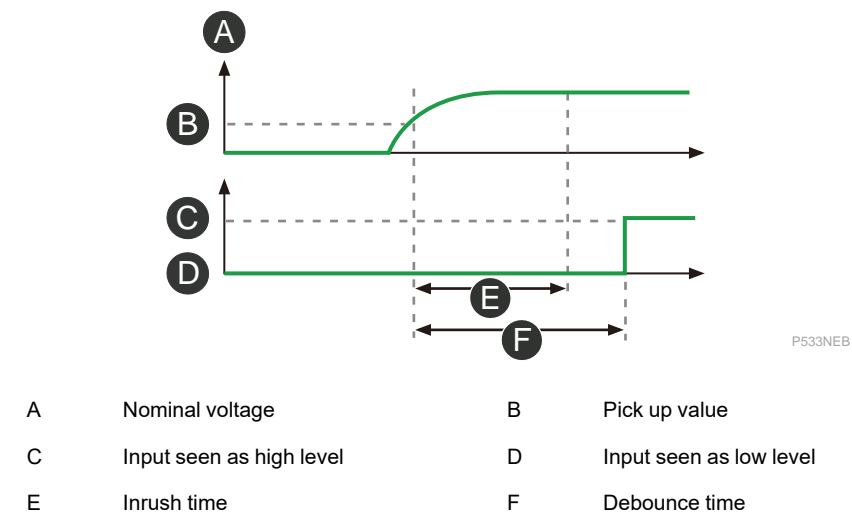 A
B
C
D
E
F
P533NEB
A Nominal voltage B Pick up value
C Input seen as high level D Input seen as low level
E Inrush time F Debounce time